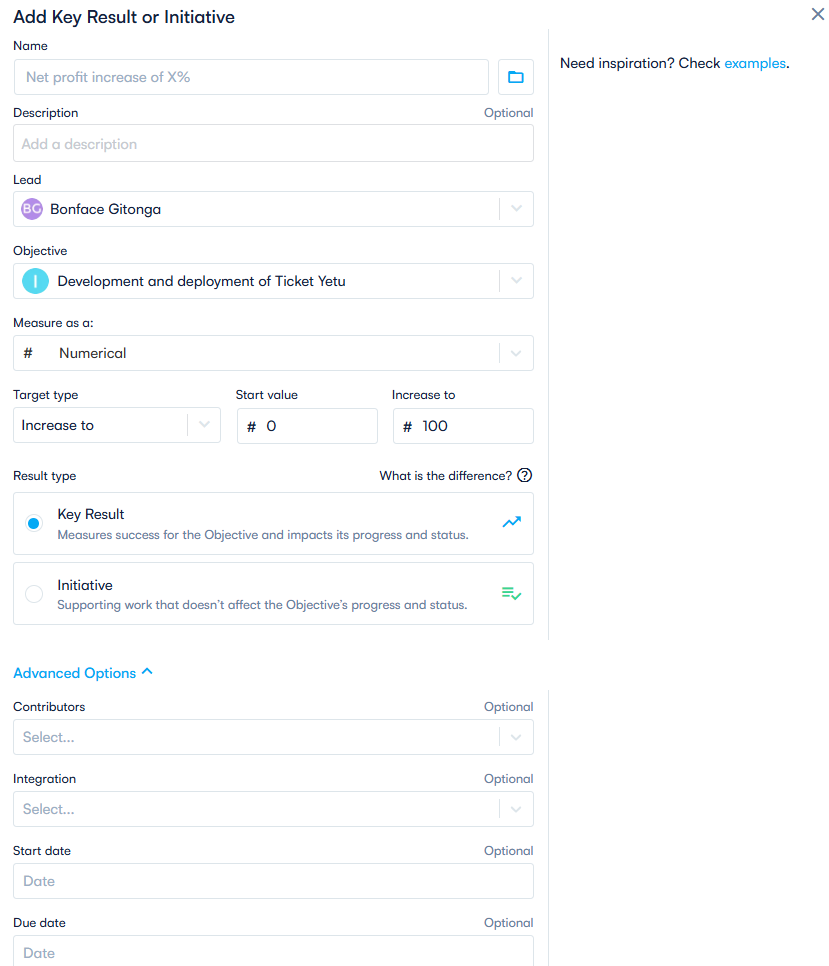 Add Key Result or Initiative
Name
Net profit increase of X%
Need inspiration? Check examples.
Description Optional
Add a description
Lead
BG Bonface Gitonga
Objective
I Development and deployment of Ticket Yetu
Measure as a:
# Numerical
Target type Start value Increase to
Increase to # 0 # 100
Result type What is the difference? ?
Key Result
Measures success for the Objective and impacts its progress and status.
Initiative
Supporting work that doesn't affect the Objective's progress and status.
Advanced Options
Contributors Optional
Select...
Integration Optional
Select...
Start date Optional
Date
Due date Optional
Date